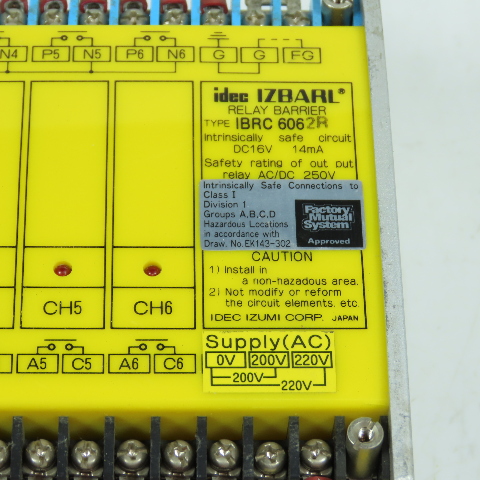 N4 P5 N5 P6 N6 G G FG
idec IZBARL®
RELAY BARRIER
TYPE IBRC 6062R
intrinsically safe circuit
DC16V 14mA
Safety rating of out put
relay AC/DC 250V
Intrinsically Safe Connections to
Class I
Division 1
Groups A,B,C,D
Hazardous Locations
in accordance with
Draw. No. EX143-302
Factory
Mutual
System
Approved
CAUTION
1) Install in
a non-hazadous area.
2) Not modify or reform
the circuit elements. etc.
IDEC IZUMI CORP. JAPAN
CH5 CH6
Supply(AC)
0V 200V 220V
200V
220V
A5 C5 A6 C6